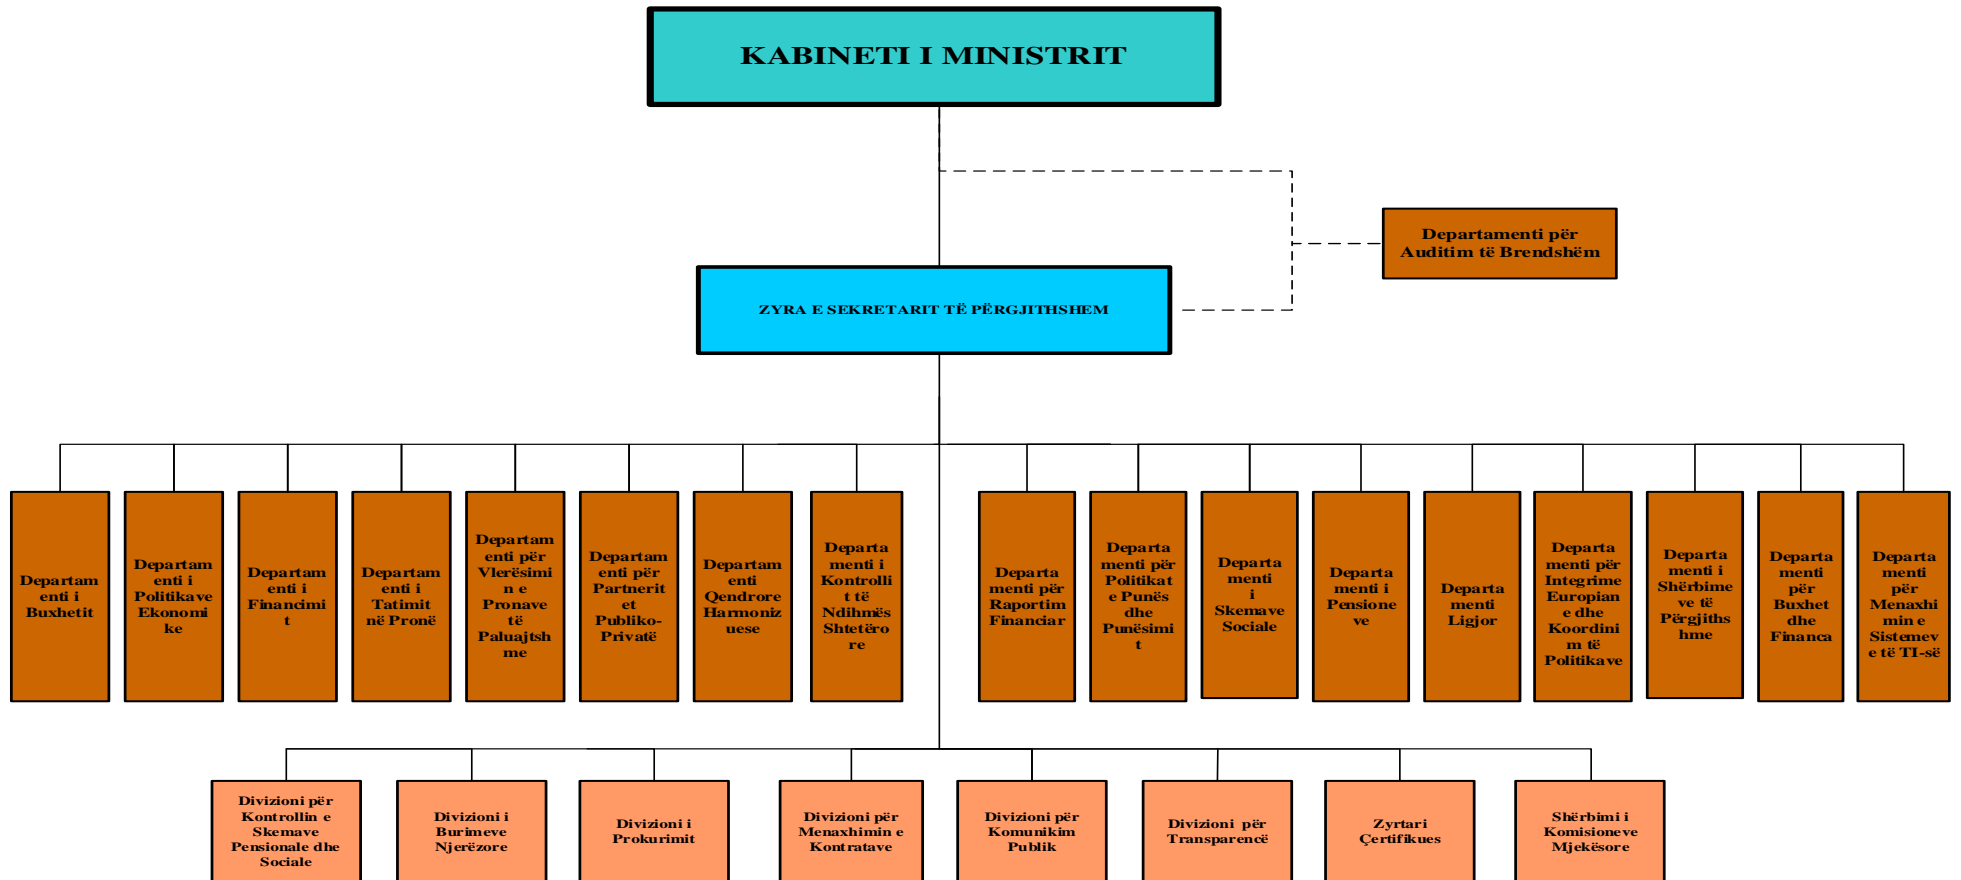 KABINETI I MINISTRIT
Departamenti për
Auditim të Brendshëm
ZYRA E SEKRETARIT TË PËRGJITHSHEM
Departam
enti i
Buxhetit
Departam
enti i
Politikave
Ekonomi
ke
Departam
enti i
Financimi
t
Departam
enti i
Tatimit
në Pronë
Departam
enti për
Vlerësimi
n e
Pronave
të
Paluajtsh
me
Departam
enti për
Partnerit
et
Publiko-
Privatë
Departam
enti
Qendrore
Harmoniz
uese
Departa
menti i
Kontrolli
t të
Ndihmës
Shtetëro
re
Departa
menti për
Raportim
Financiar
Departa
menti për
Politikat
e Punës
dhe
Punësimi
t
Departa
menti
i
Skemave
Sociale
Departa
menti i
Pensione
ve
Departa
menti
Ligjor
Departa
menti për
Integrime
Europian
e dhe
Koordini
m të
Politikave
Departa
menti i
Shërbime
ve të
Përgjiths
hme
Departa
menti
për
Buxhet
dhe
Financa
Departa
menti
për
Menaxhi
min e
Sistemev
e të TI-së
Divizioni për
Kontrollin e
Skemave
Pensionale dhe
Sociale
Divizioni i
Burimeve
Njerëzore
Divizioni i
Prokurimit
Divizioni për
Menaxhimin e
Kontratave
Divizioni për
Komunikim
Publik
Divizioni për
Transparencë
Zyrtari
Çertifikues
Shërbimi i
Komisioneve
Mjekësore